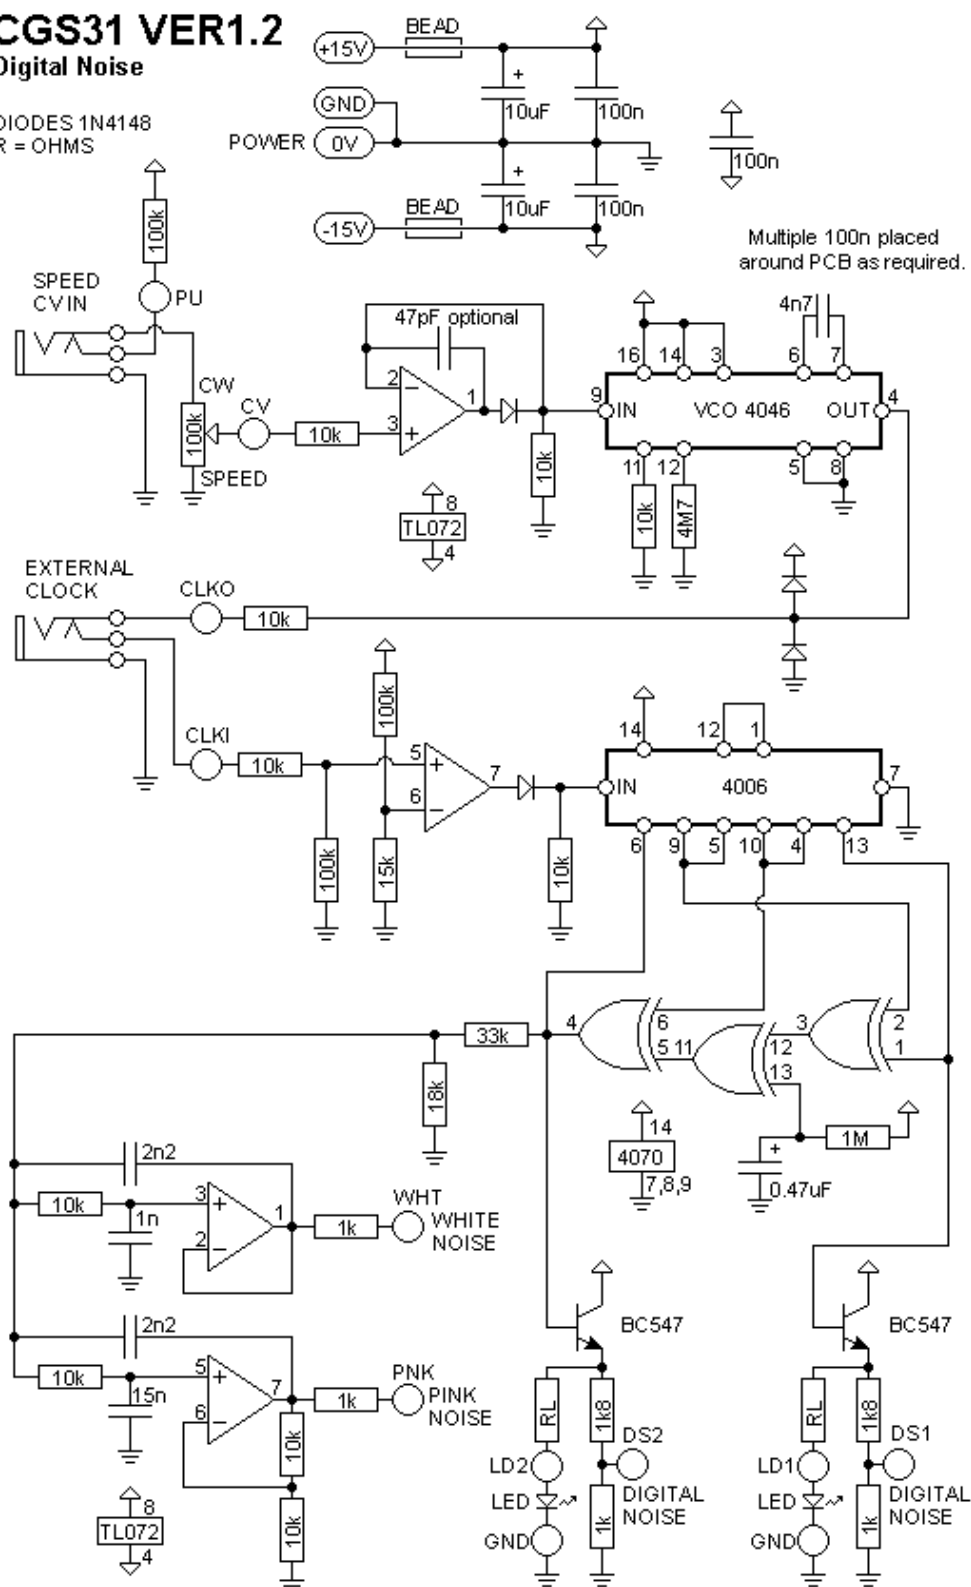 CGS31 VER1.2
Digital Noise
DIODES 1N4148
R = OHMS
POWER
+15V
GND
0V
-15V
BEAD
BEAD
+
10uF
100n
+
10uF
100n
100n
Multiple 100n placed
around PCB as required.
100k
SPEED
CV IN
PU
CW
100k
SPEED
CV
10k
47pF optional
2
3
1
10k
8
TL072
4
4n7
16
14
3
6
7
9
IN
VCO 4046
OUT
4
11
12
5
8
10k
4M7
EXTERNAL
CLOCK
CLKO
10k
CLKI
10k
100k
100k
15k
5
6
7
10k
14
12
1
IN
4006
7
6
9
5
10
4
13
33k
18k
4
6
5
11
12
13
3
2
1
14
4070
7,8,9
+
0.47uF
1M
2n2
10k
1n
3
2
1
1k
WHT
WHITE
NOISE
2n2
10k
15n
5
6
7
1k
PNK
PINK
NOISE
10k
10k
8
TL072
4
BC547
RL
1k8
LD2
LED
GND
DS2
DIGITAL
NOISE
1k
BC547
RL
1k8
LD1
LED
GND
DS1
DIGITAL
NOISE
1k